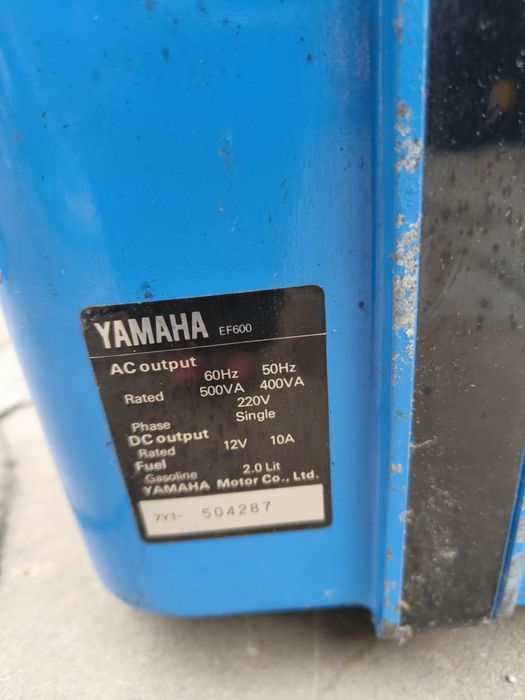 YAMAHA EF600
AC output
60Hz 50Hz
Rated 500VA 400VA
220V
Phase Single
DC output
Rated 12V 10A
Fuel
Gasoline 2.0 Lit
YAMAHA Motor Co., Ltd.
7Y1- 504287